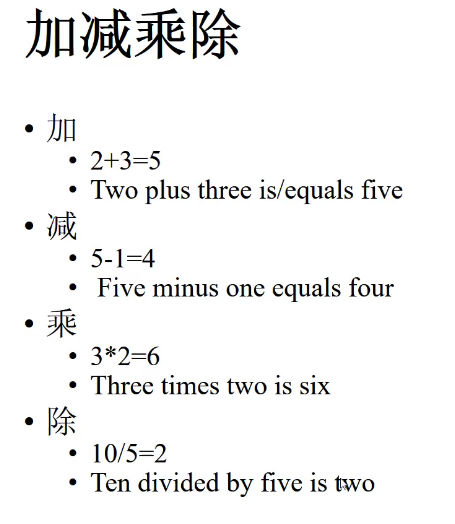 加减乘除
• 加
• 2+3=5
• Two plus three is/equals five
• 减
• 5-1=4
• Five minus one equals four
• 乘
• 3*2=6
• Three times two is six
• 除
• 10/5=2
• Ten divided by five is two